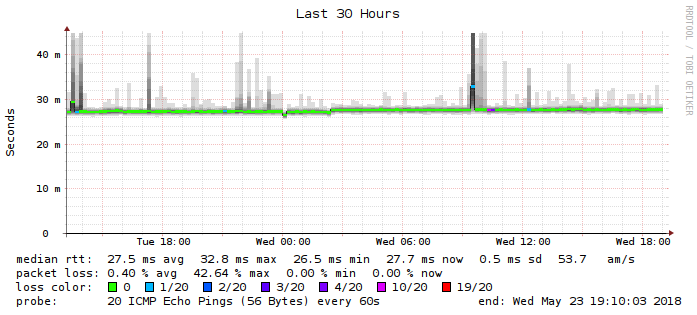 Last 30 Hours
RRDTOOL / TOBI OETIKER
Seconds
40 m
30 m
20 m
10 m
0
Tue 18:00 Wed 00:00 Wed 06:00 Wed 12:00 Wed 18:00
median rtt: 27.5 ms avg 32.8 ms max 26.5 ms min 27.7 ms now 0.5 ms sd 53.7 am/s
packet loss: 0.40 % avg 42.64 % max 0.00 % min 0.00 % now
loss color: 0 1/20 2/20 3/20 4/20 10/20 19/20
probe: 20 ICMP Echo Pings (56 Bytes) every 60s end: Wed May 23 19:10:03 2018